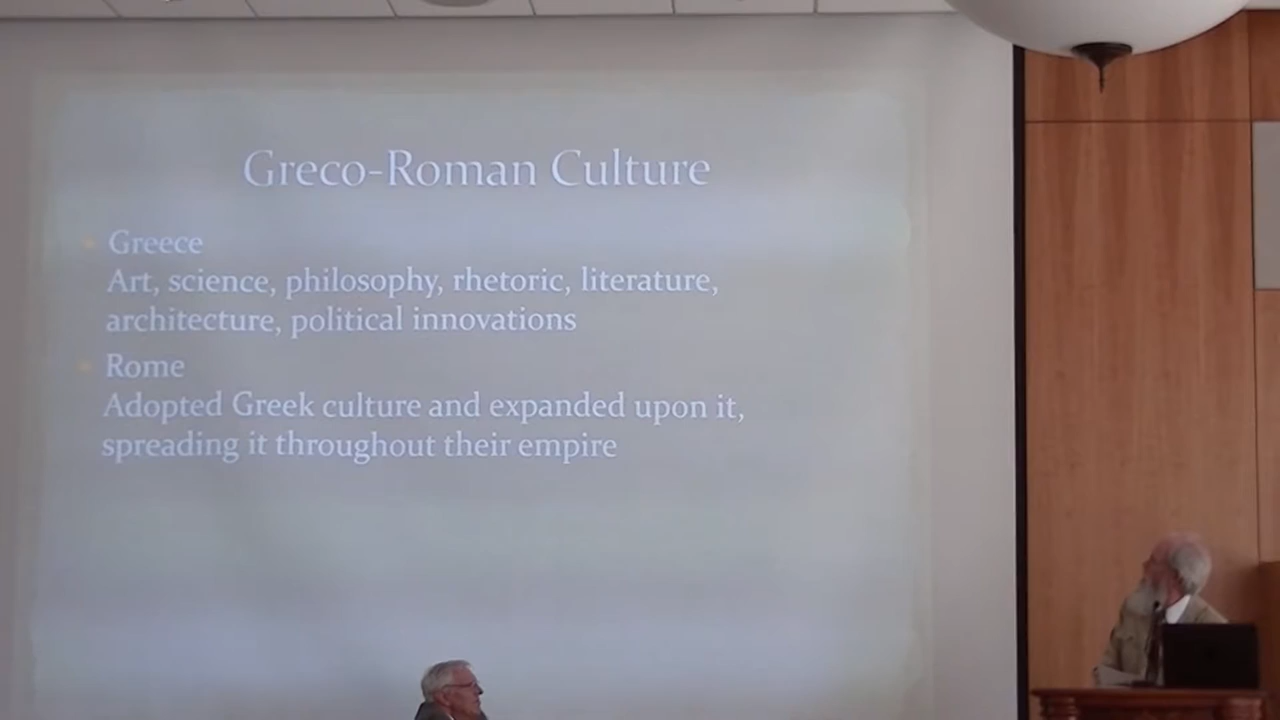 Greco-Roman Culture
Greece
Art, science, philosophy, rhetoric, literature,
architecture, political innovations
Rome
Adopted Greek culture and expanded upon it,
spreading it throughout their empire